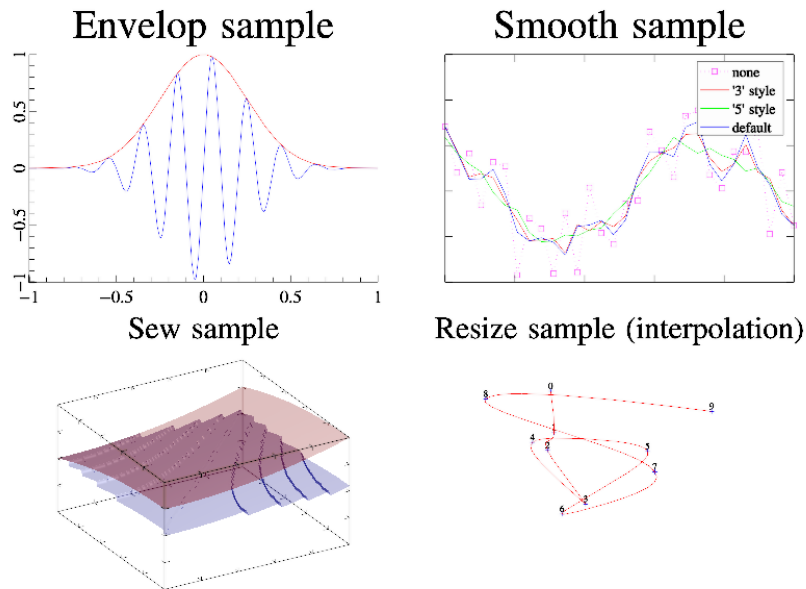 Envelop sample
Smooth sample
1
0.5
0
−0.5
−1
−1
−0.5
0
0.5
1
none
'3' style
'5' style
default
Sew sample
Resize sample (interpolation)
0
8
9
1
4
2
5
7
3
6